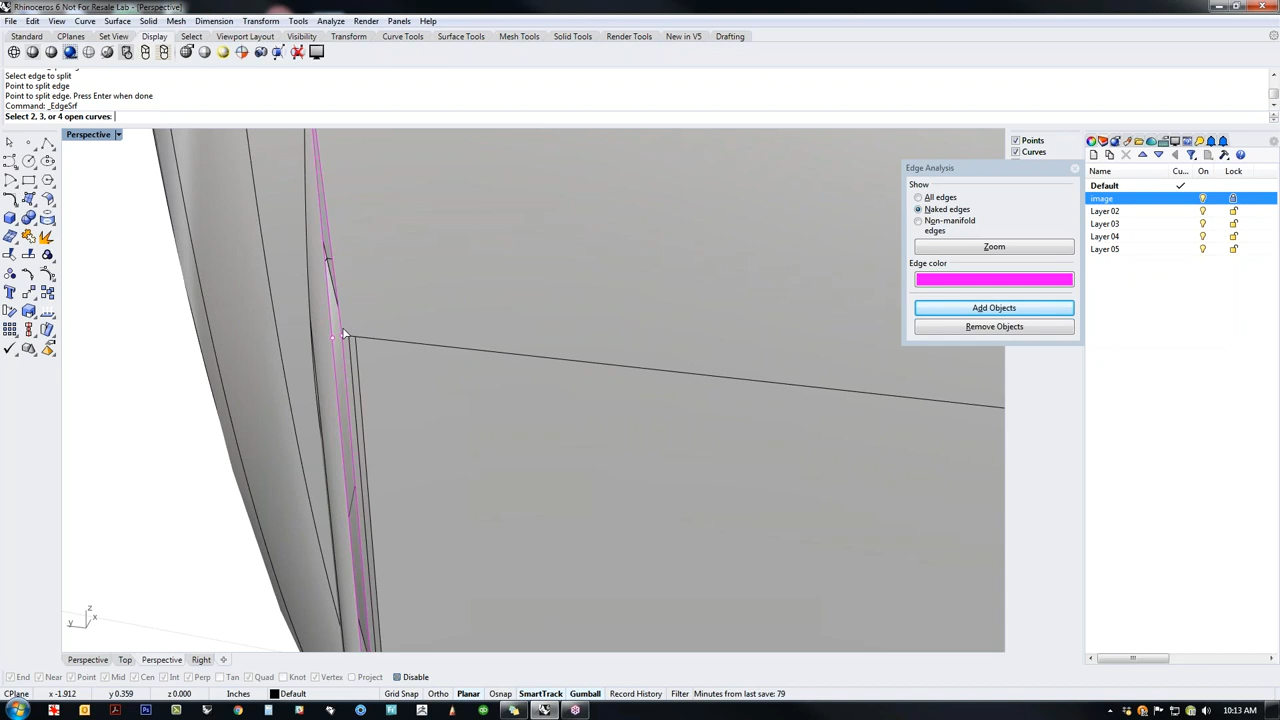 Rhinoceros 6 Not For Resale Lab - [Perspective]
File Edit View Curve Surface Solid Mesh Dimension Transform Tools Analyze Render Panels Help
Standard CPlanes Set View Display Select Viewport Layout Visibility Transform Curve Tools Surface Tools Mesh Tools Solid Tools Render Tools New in V5 Drafting
Select edge to split
Point to split edge
Point to split edge. Press Enter when done
Command: _EdgeSrf
Select 2, 3, or 4 open curves:
Perspective
Points
Curves
Edge Analysis
Show
All edges
Naked edges
Non-manifold
edges
Zoom
Edge color
Add Objects
Remove Objects
Name Cu... On Lock
Default
image
Layer 02
Layer 03
Layer 04
Layer 05
z
y x
Perspective Top Perspective Right
End Near Point Mid Cen Int Perp Tan Quad Knot Vertex Project Disable
CPlane x -1.912 y 0.359 z 0.000 Inches Default Grid Snap Ortho Planar Osnap SmartTrack Gumball Record History Filter Minutes from last save: 79
10:13 AM